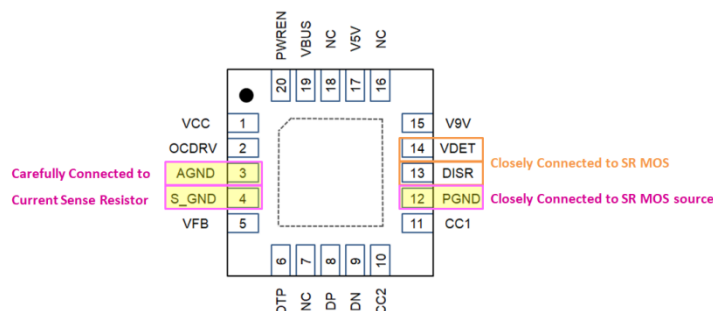 PWREN VBUS NC V5V NC
20 19 18 17 16
VCC 1 15 V9V
OCDRV 2 14 VDET
Closely Connected to SR MOS
Carefully Connected to
AGND 3 13 DISR
Current Sense Resistor
S_GND 4 12 PGND Closely Connected to SR MOS source
VFB 5 11 CC1
6 7 8 9 10
OTP NC DP DN CC2